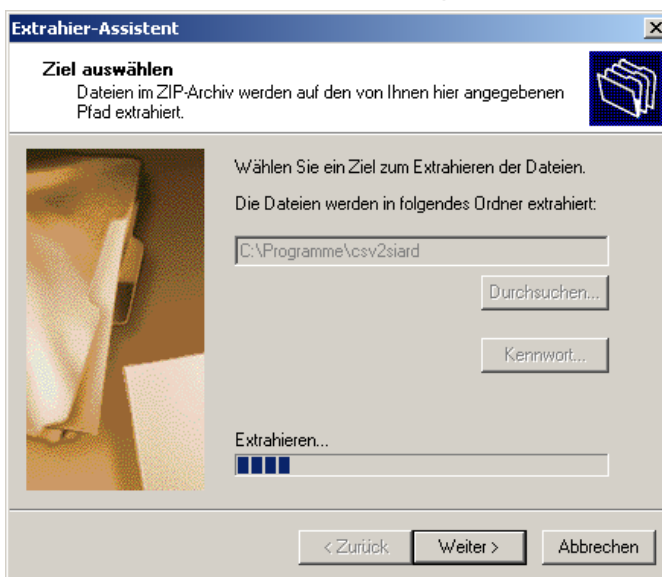 Extrahier-Assistent
Ziel auswählen
Dateien im ZIP-Archiv werden auf den von Ihnen hier angegebenen
Pfad extrahiert.
Wählen Sie ein Ziel zum Extrahieren der Dateien.
Die Dateien werden in folgendes Ordner extrahiert:
C:\Programme\csv2siard
Durchsuchen...
Kennwort...
Extrahieren...
< Zurück
Weiter >
Abbrechen